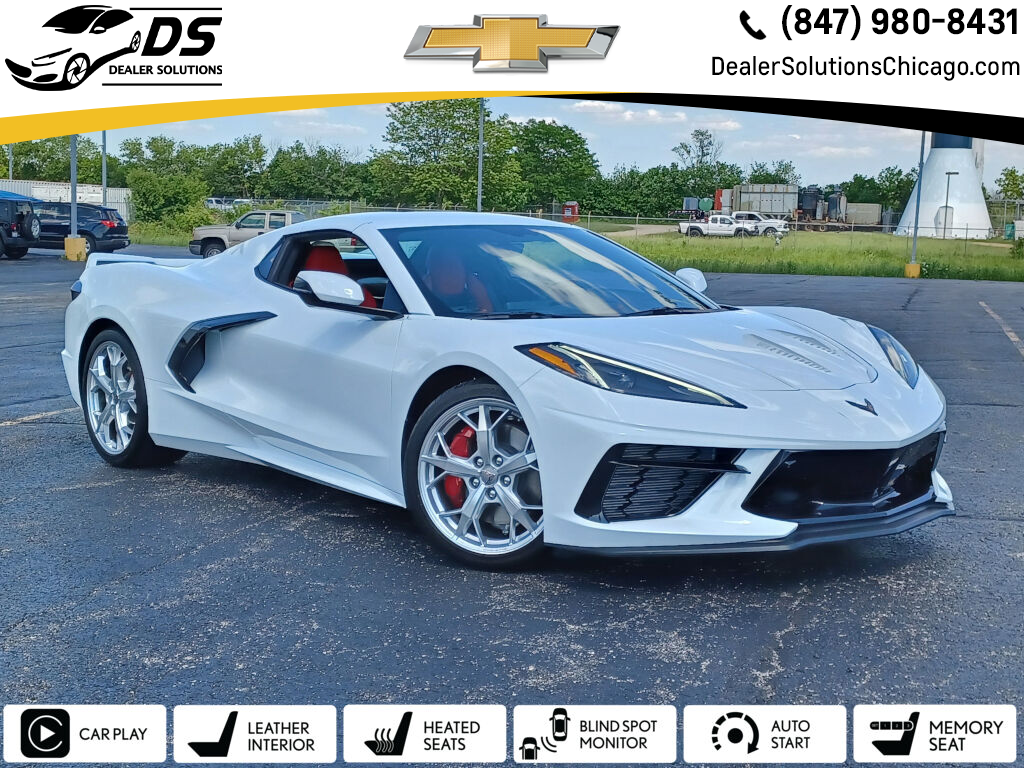 DS
DEALER SOLUTIONS
(847) 980-8431
DealerSolutionsChicago.com
CAR PLAY
LEATHER
INTERIOR
HEATED
SEATS
BLIND SPOT
MONITOR
AUTO
START
MEMORY
SEAT